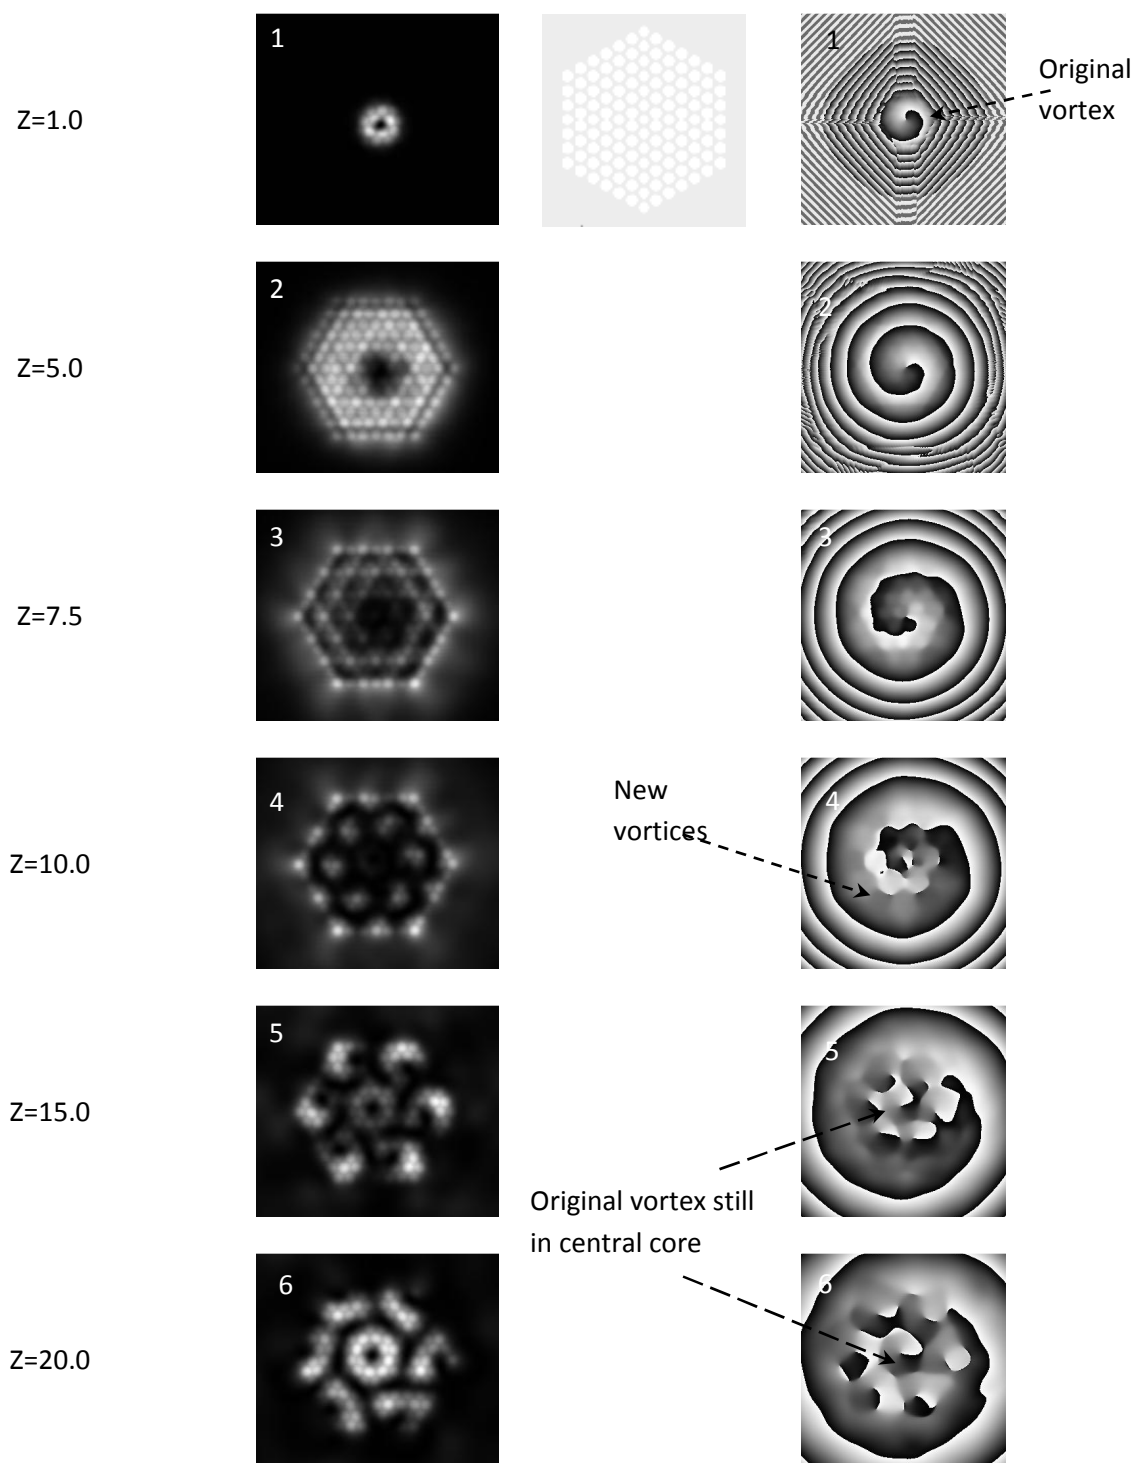 1
1
Original
vortex
Z=1.0
2
2
Z=5.0
3
3
Z=7.5
4
New
vortices
4
Z=10.0
5
5
Z=15.0
Original vortex still
in central core
6
6
Z=20.0